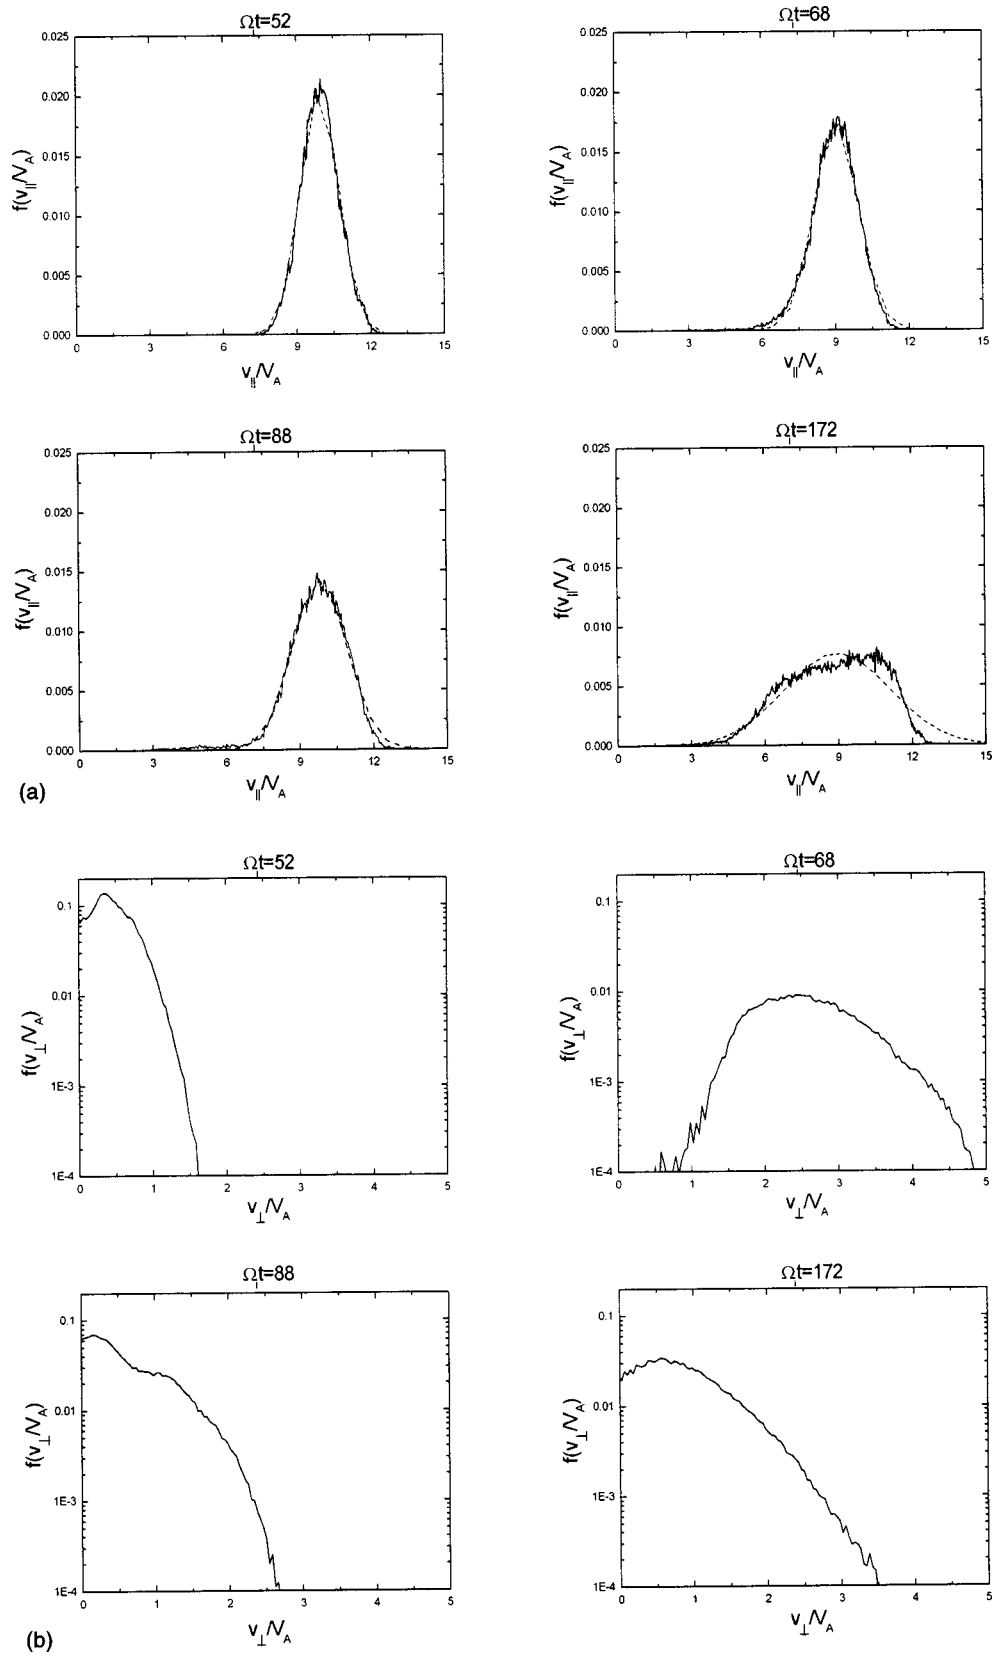 Ωt=52
0.025
0.020
0.015
0.010
0.005
0.000
f(v||/VA)
0 3 6 9 12 15
v||/VA
Ωt=68
0.025
0.020
0.015
0.010
0.005
0.000
f(v||/VA)
0 3 6 9 12 15
v||/VA
Ωt=88
0.025
0.020
0.015
0.010
0.005
0.000
f(v||/VA)
0 3 6 9 12 15
v||/VA
Ωt=172
0.025
0.020
0.015
0.010
0.005
0.000
f(v||/VA)
0 3 6 9 12 15
v||/VA
(a)
Ωt=52
0.1
0.01
1E-3
1E-4
f(v⊥/VA)
0 1 2 3 4 5
v⊥/VA
Ωt=68
0.1
0.01
1E-3
1E-4
f(v⊥/VA)
0 1 2 3 4 5
v⊥/VA
Ωt=88
0.1
0.01
1E-3
1E-4
f(v⊥/VA)
0 1 2 3 4 5
v⊥/VA
Ωt=172
0.1
0.01
1E-3
1E-4
f(v⊥/VA)
0 1 2 3 4 5
v⊥/VA
(b)